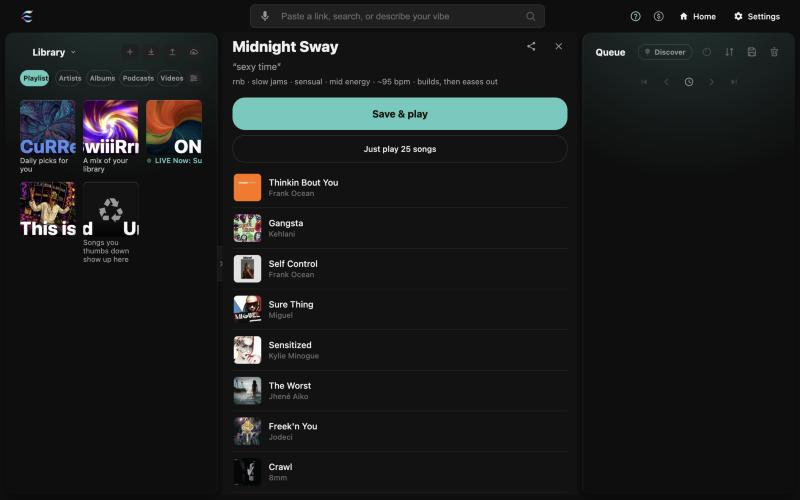 Paste a link, search, or describe your vibe
Home
Settings
Library
Playlist
Artists
Albums
Podcasts
Videos
CuRRe
Daily picks for
you
wiiiRri
A mix of your
library
ON
LIVE Now: Su
This is
d
Ur
Songs you
thumbs down
show up here
Midnight Sway
“sexy time”
rnb · slow jams · sensual · mid energy · ~95 bpm · builds, then eases out
Save & play
Just play 25 songs
Thinkin Bout You
Frank Ocean
Gangsta
Kehlani
Self Control
Frank Ocean
Sure Thing
Miguel
Sensitized
Kylie Minogue
The Worst
Jhené Aiko
Freek'n You
Jodeci
Crawl
8mm
Queue
Discover